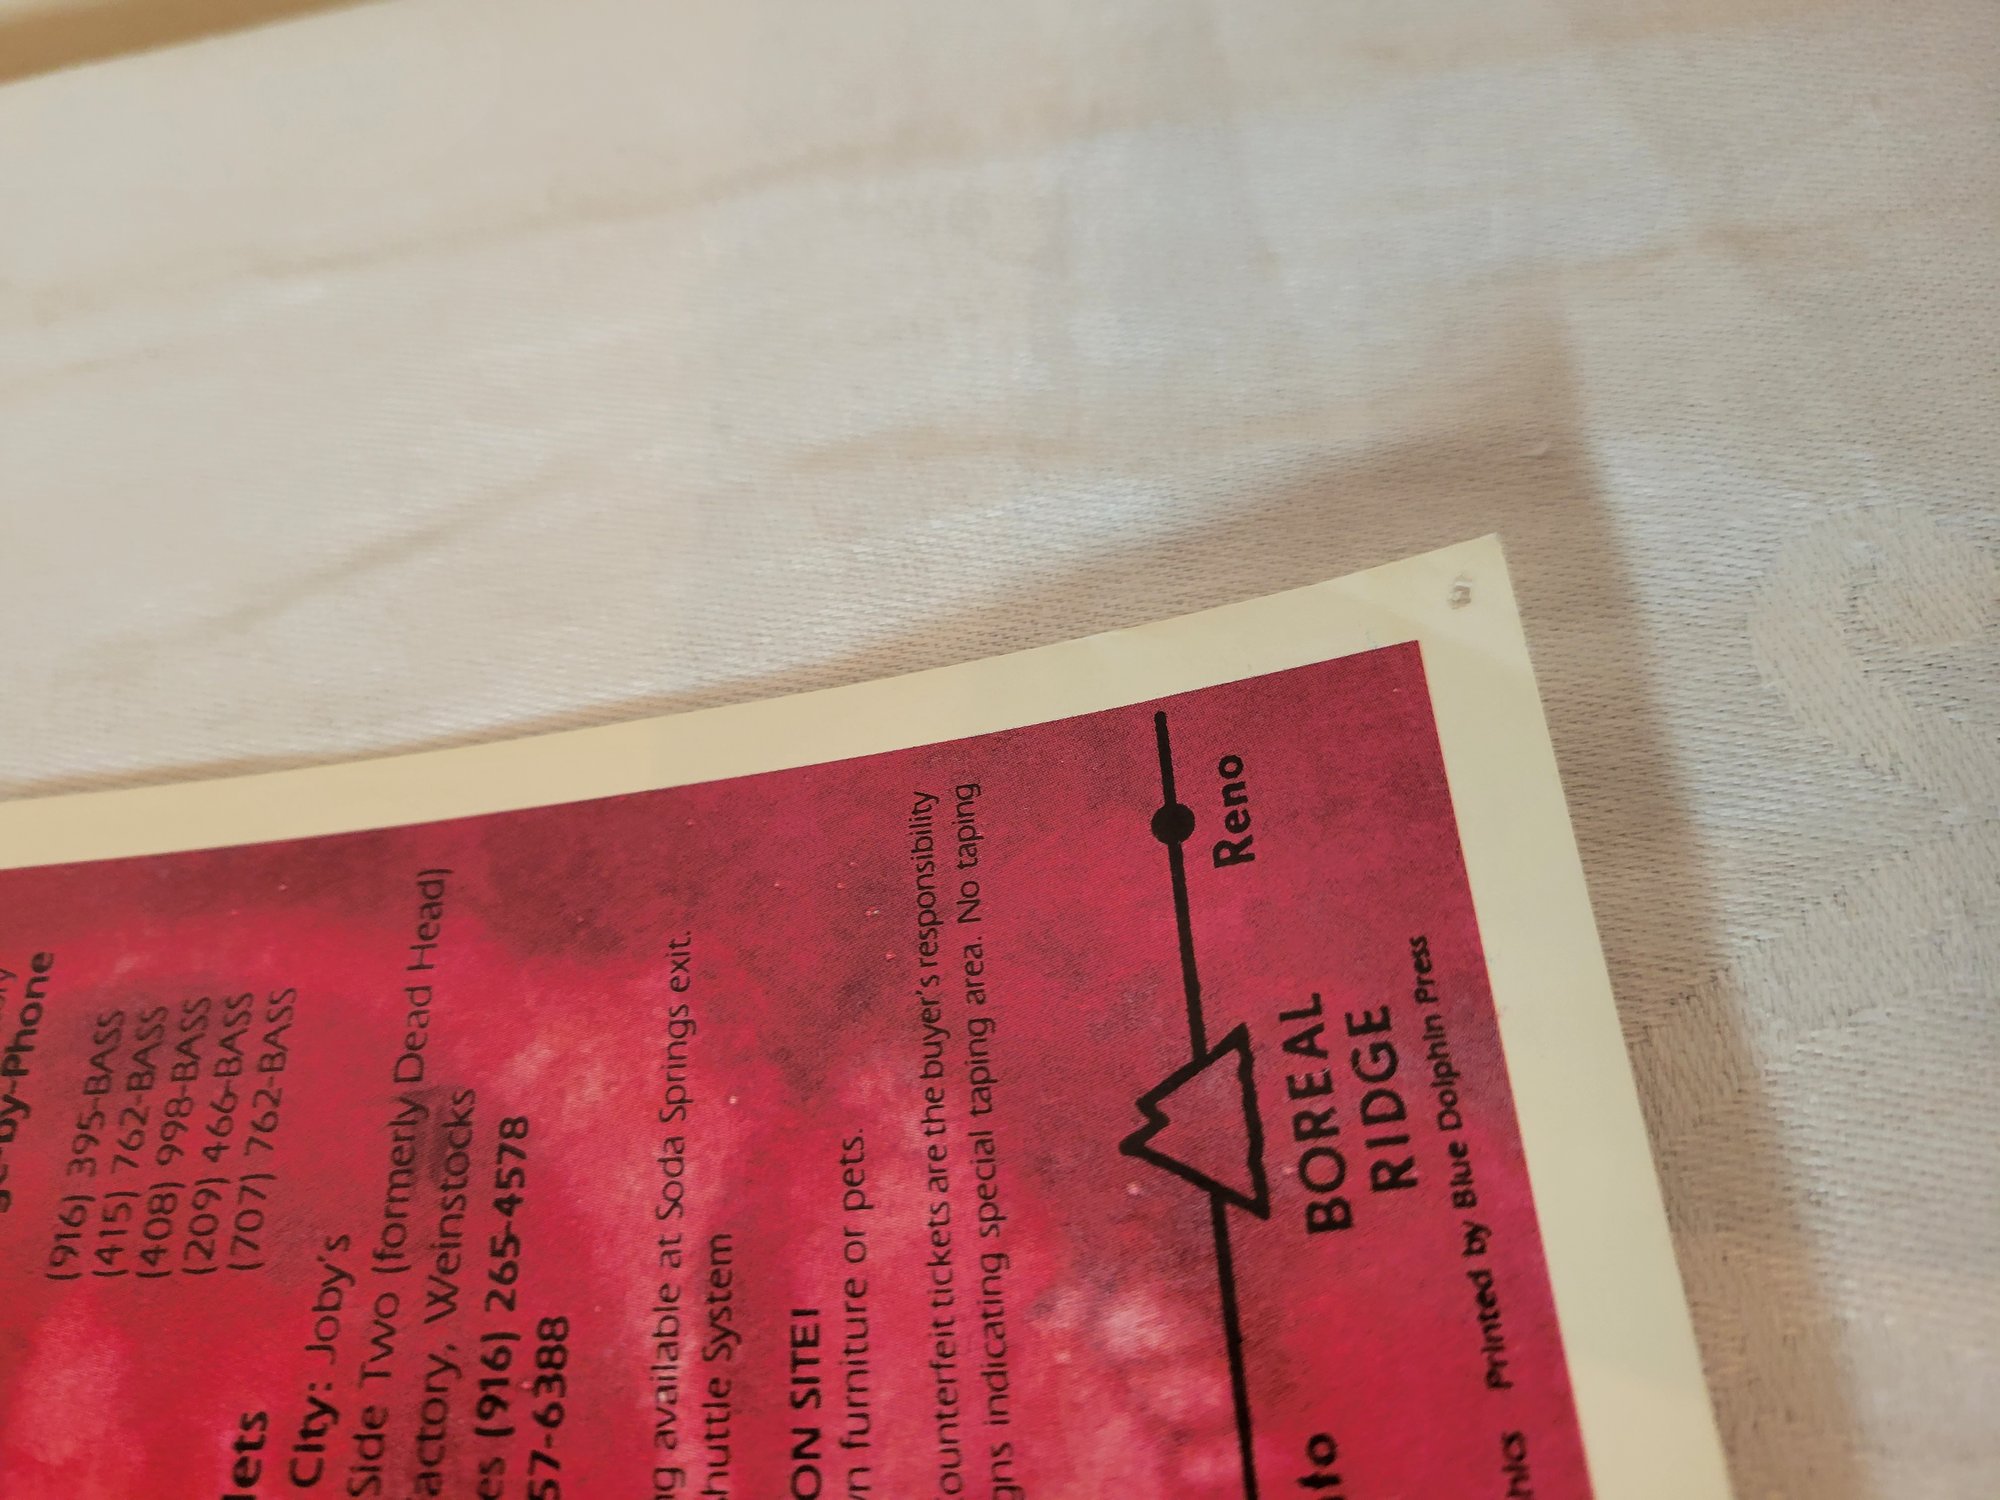 by-Phone
(916) 395-BASS
(415) 762-BASS
(408) 998-BASS
(209) 466-BASS
(707) 762-BASS
lets
City: Joby's
Side Two (formerly Dead Head)
actory, Weinstocks
es (916) 265-4578
57-6388
ng available at Soda Springs exit.
huttle System
ON SITE!
n furniture or pets.
ounterfeit tickets are the buyer's responsibility
gns indicating special taping area. No taping
Reno
BOREAL
RIDGE
nto
hics Printed by Blue Dolphin Press